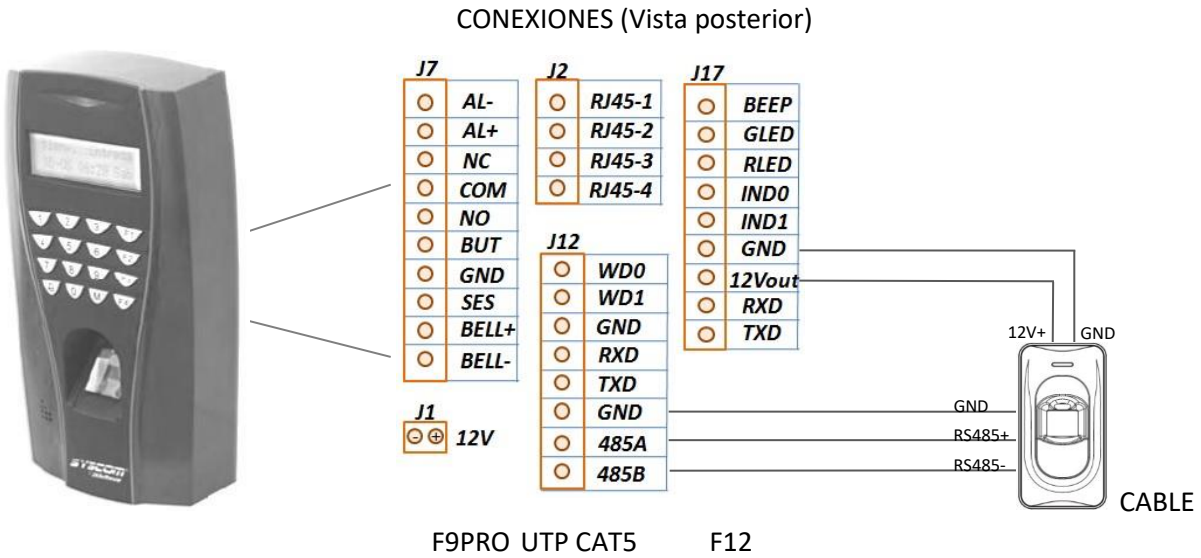 CONEXIONES (Vista posterior)
J7
AL-
AL+
NC
COM
NO
BUT
GND
SES
BELL+
BELL-
J1
- +
12V
J2
RJ45-1
RJ45-2
RJ45-3
RJ45-4
J12
WD0
WD1
GND
RXD
TXD
GND
485A
485B
J17
BEEP
GLED
RLED
IND0
IND1
GND
12Vout
RXD
TXD
12V+ GND
GND
RS485+
RS485-
CABLE
F9PRO UTP CAT5 F12
SYSCOM